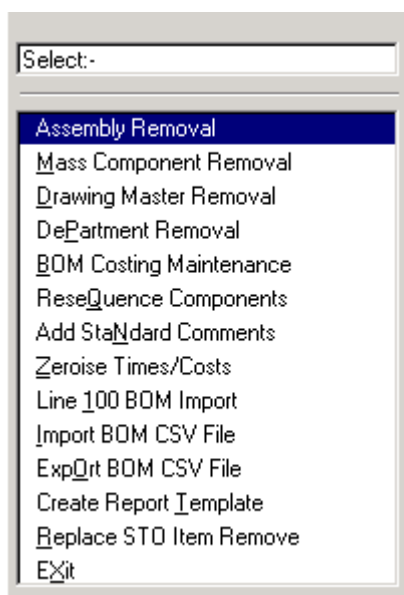 Select:-
Assembly Removal
Mass Component Removal
Drawing Master Removal
DePartment Removal
BOM Costing Maintenance
ReseQuence Components
Add StaNdard Comments
Zeroise Times/Costs
Line 100 BOM Import
Import BOM CSV File
ExpOrt BOM CSV File
Create Report Template
Replace STO Item Remove
EXit